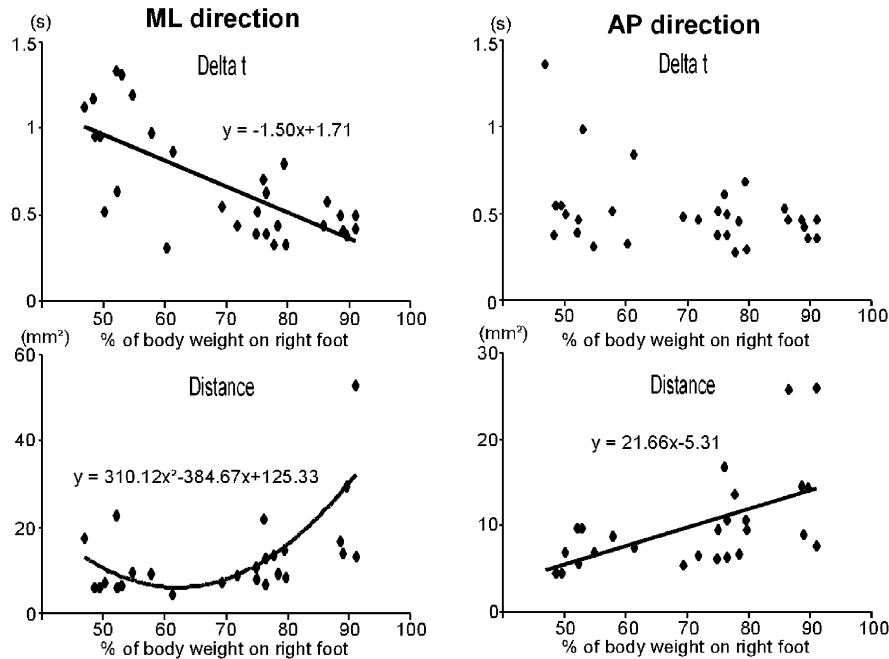 ML direction
(s)
Delta t
1.5
1
0.5
0
y = -1.50x+1.71
50 60 70 80 90 100
% of body weight on right foot
AP direction
(s)
Delta t
1.5
1
0.5
0
50 60 70 80 90 100
% of body weight on right foot
(mm²)
Distance
60
40
20
0
y = 310.12x²-384.67x+125.33
50 60 70 80 90 100
% of body weight on right foot
(mm²)
Distance
30
20
10
0
y = 21.66x-5.31
50 60 70 80 90 100
% of body weight on right foot